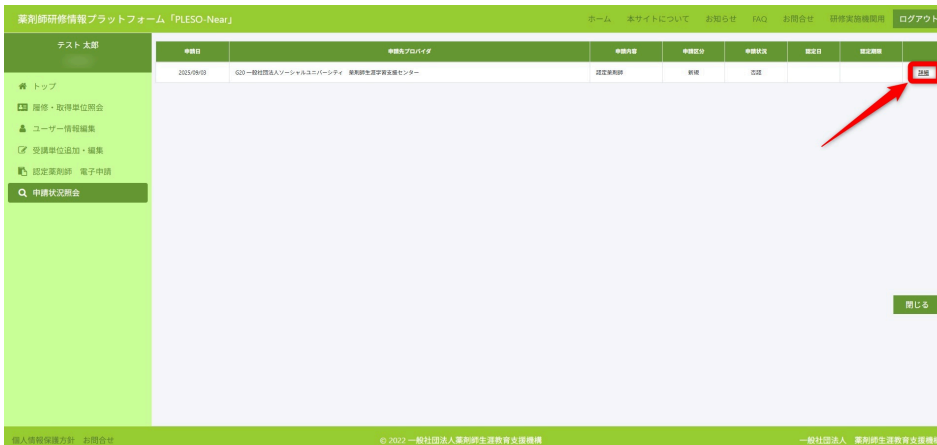 薬剤師研修情報プラットフォーム「PLESO-Near」
ホーム 本サイトについて お知らせ FAQ お問合せ 研修実施機関用 ログアウト
テスト 太郎
トップ
履修・取得単位照会
ユーザー情報編集
受講単位追加・編集
認定薬剤師 電子申請
申請状況照会
申請日 申請先プロバイダ 申請内容 申請区分 申請状況 認定日 認定期限
2025/09/03 G20 一般社団法人ソーシャルユニバーシティ 薬剤師生涯学習支援センター 認定薬剤師 新規 否認 詳細
閉じる
個人情報保護方針 お問合せ
© 2022 一般社団法人薬剤師生涯教育支援機構
一般社団法人 薬剤師生涯教育支援機構